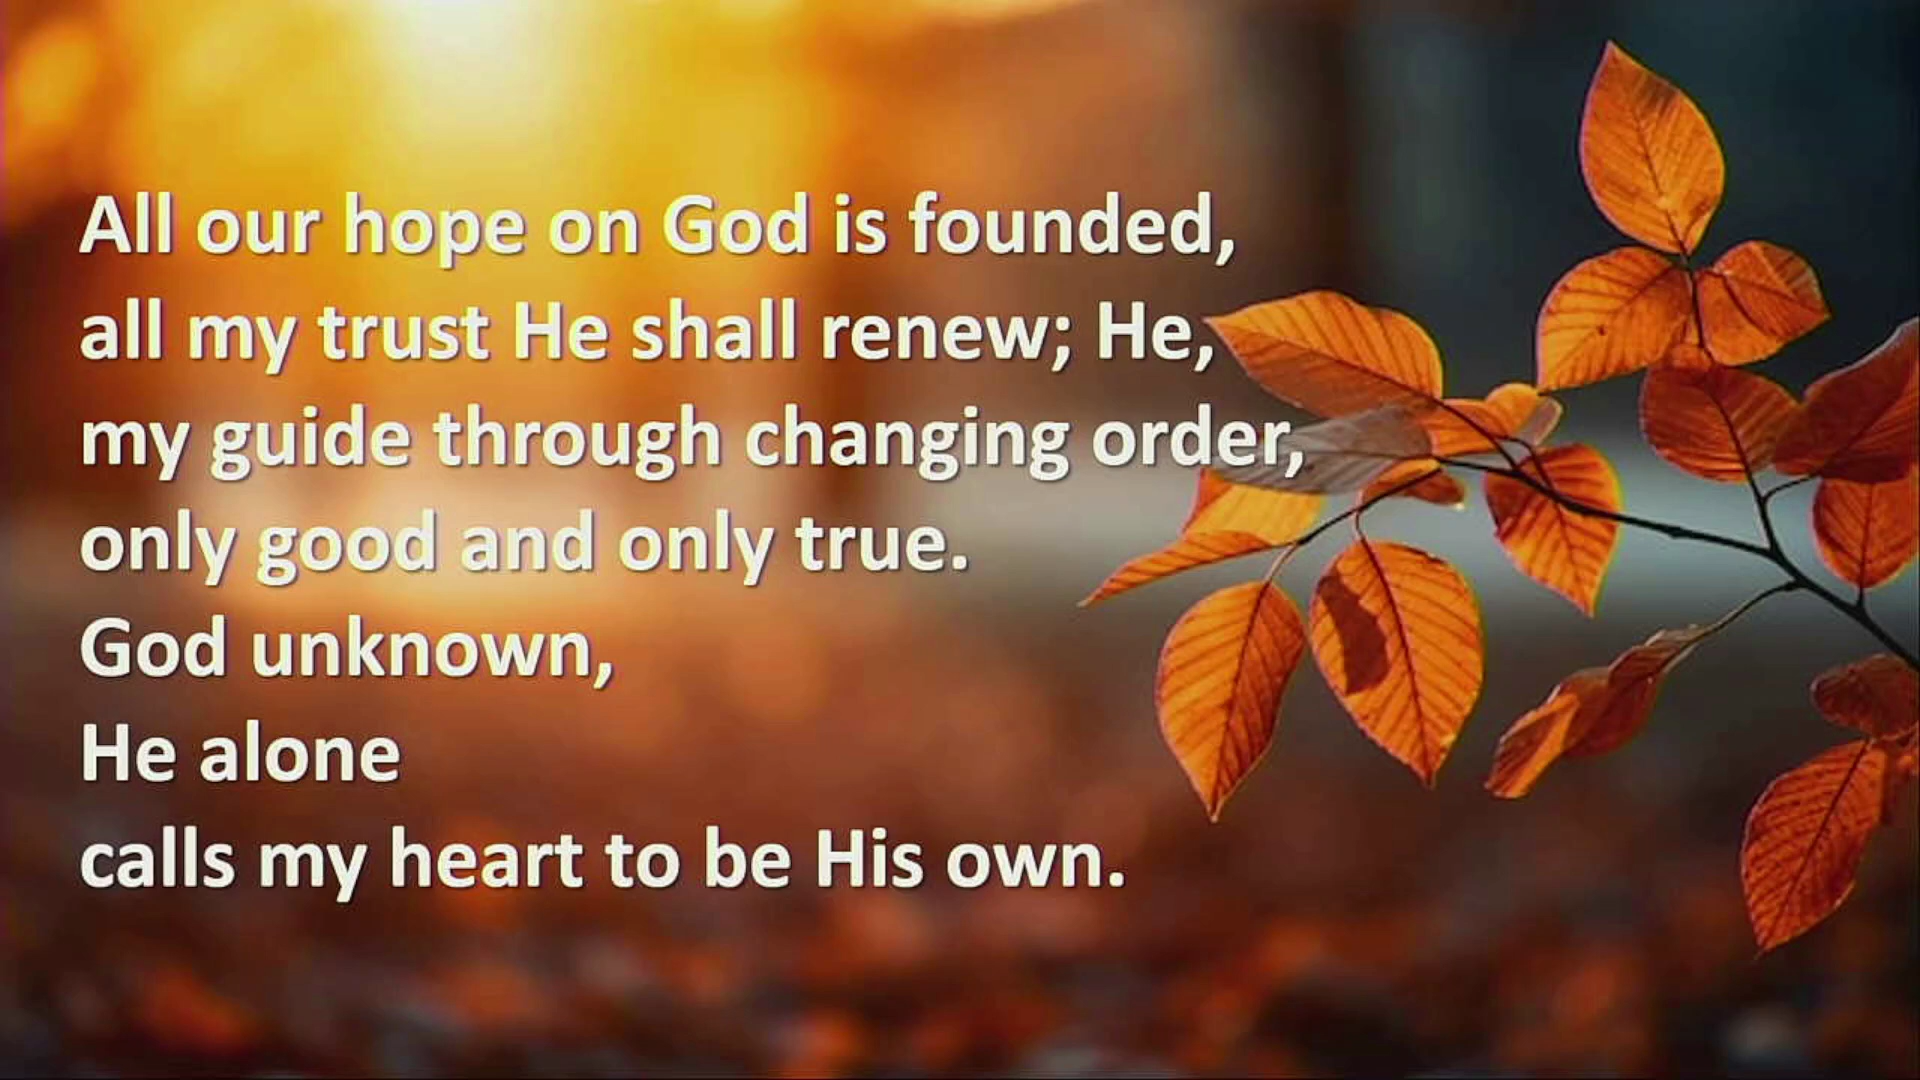 All our hope on God is founded,
all my trust He shall renew; He,
my guide through changing order,
only good and only true.
God unknown,
He alone
calls my heart to be His own.